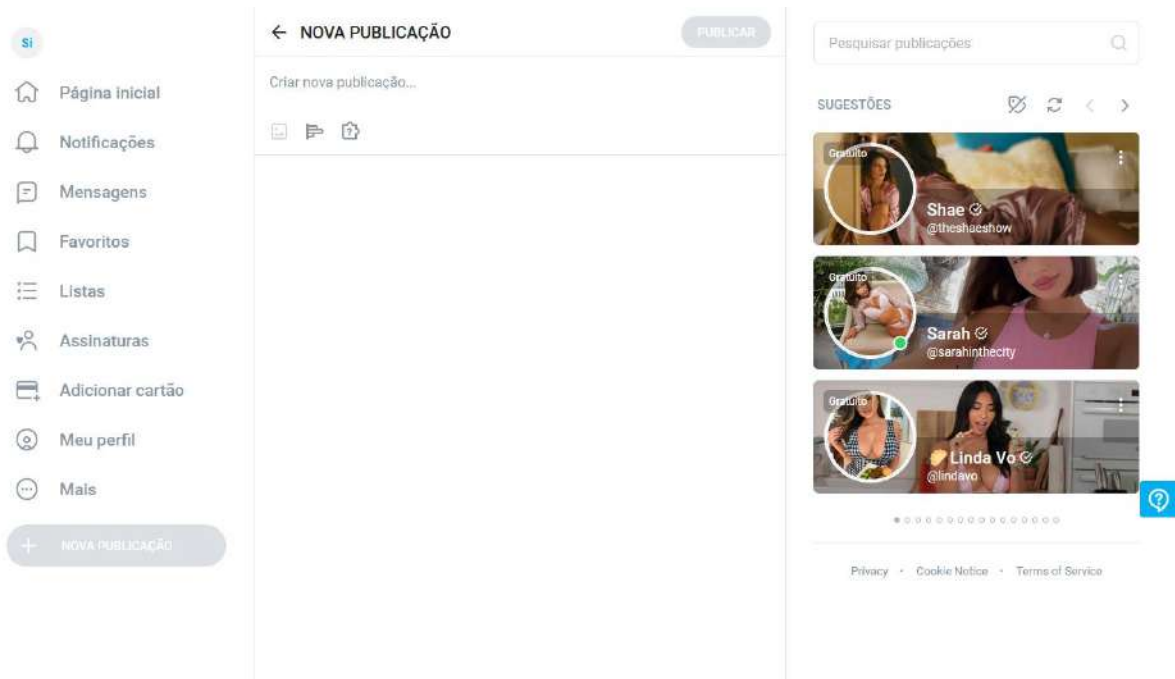 Si
Página inicial
Notificações
Mensagens
Favoritos
Listas
Assinaturas
Adicionar cartão
Meu perfil
Mais
NOVA PUBLICAÇÃO
NOVA PUBLICAÇÃO
PUBLICAR
Criar nova publicação...
Pesquisar publicações
SUGESTÕES
Gratuito
Shae
@theshaeshow
Gratuito
Sarah
@sarahinthecity
Gratuito
Linda Vo
@lindavo
Privacy · Cookie Notice · Terms of Service